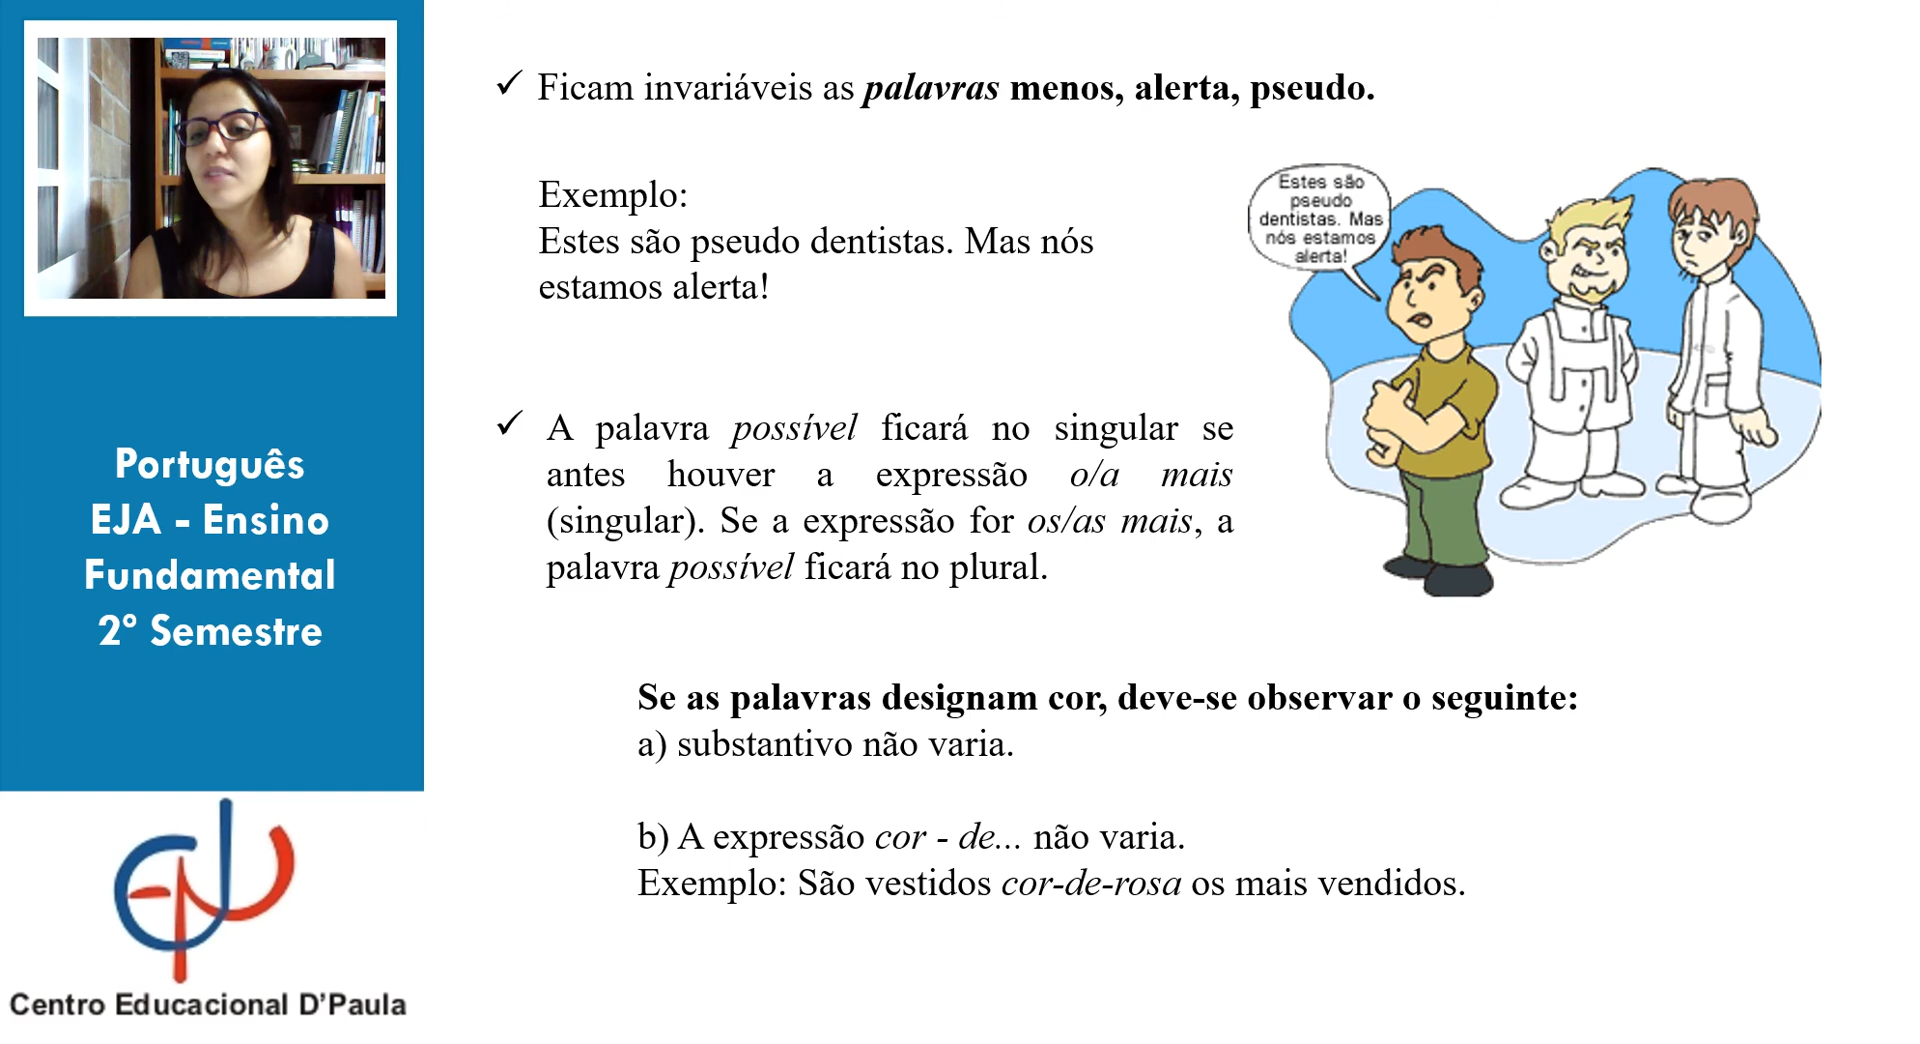 ✓ Ficam invariáveis as palavras menos, alerta, pseudo.
Exemplo:
Estes são pseudo dentistas. Mas nós
estamos alerta!
Estes são
pseudo
dentistas. Mas
nós estamos
alerta!
✓ A palavra possível ficará no singular se
antes houver a expressão o/a mais
(singular). Se a expressão for os/as mais, a
palavra possível ficará no plural.
Se as palavras designam cor, deve-se observar o seguinte:
a) substantivo não varia.
b) A expressão cor - de... não varia.
Exemplo: São vestidos cor-de-rosa os mais vendidos.
Português
EJA - Ensino
Fundamental
2º Semestre
Centro Educacional D'Paula